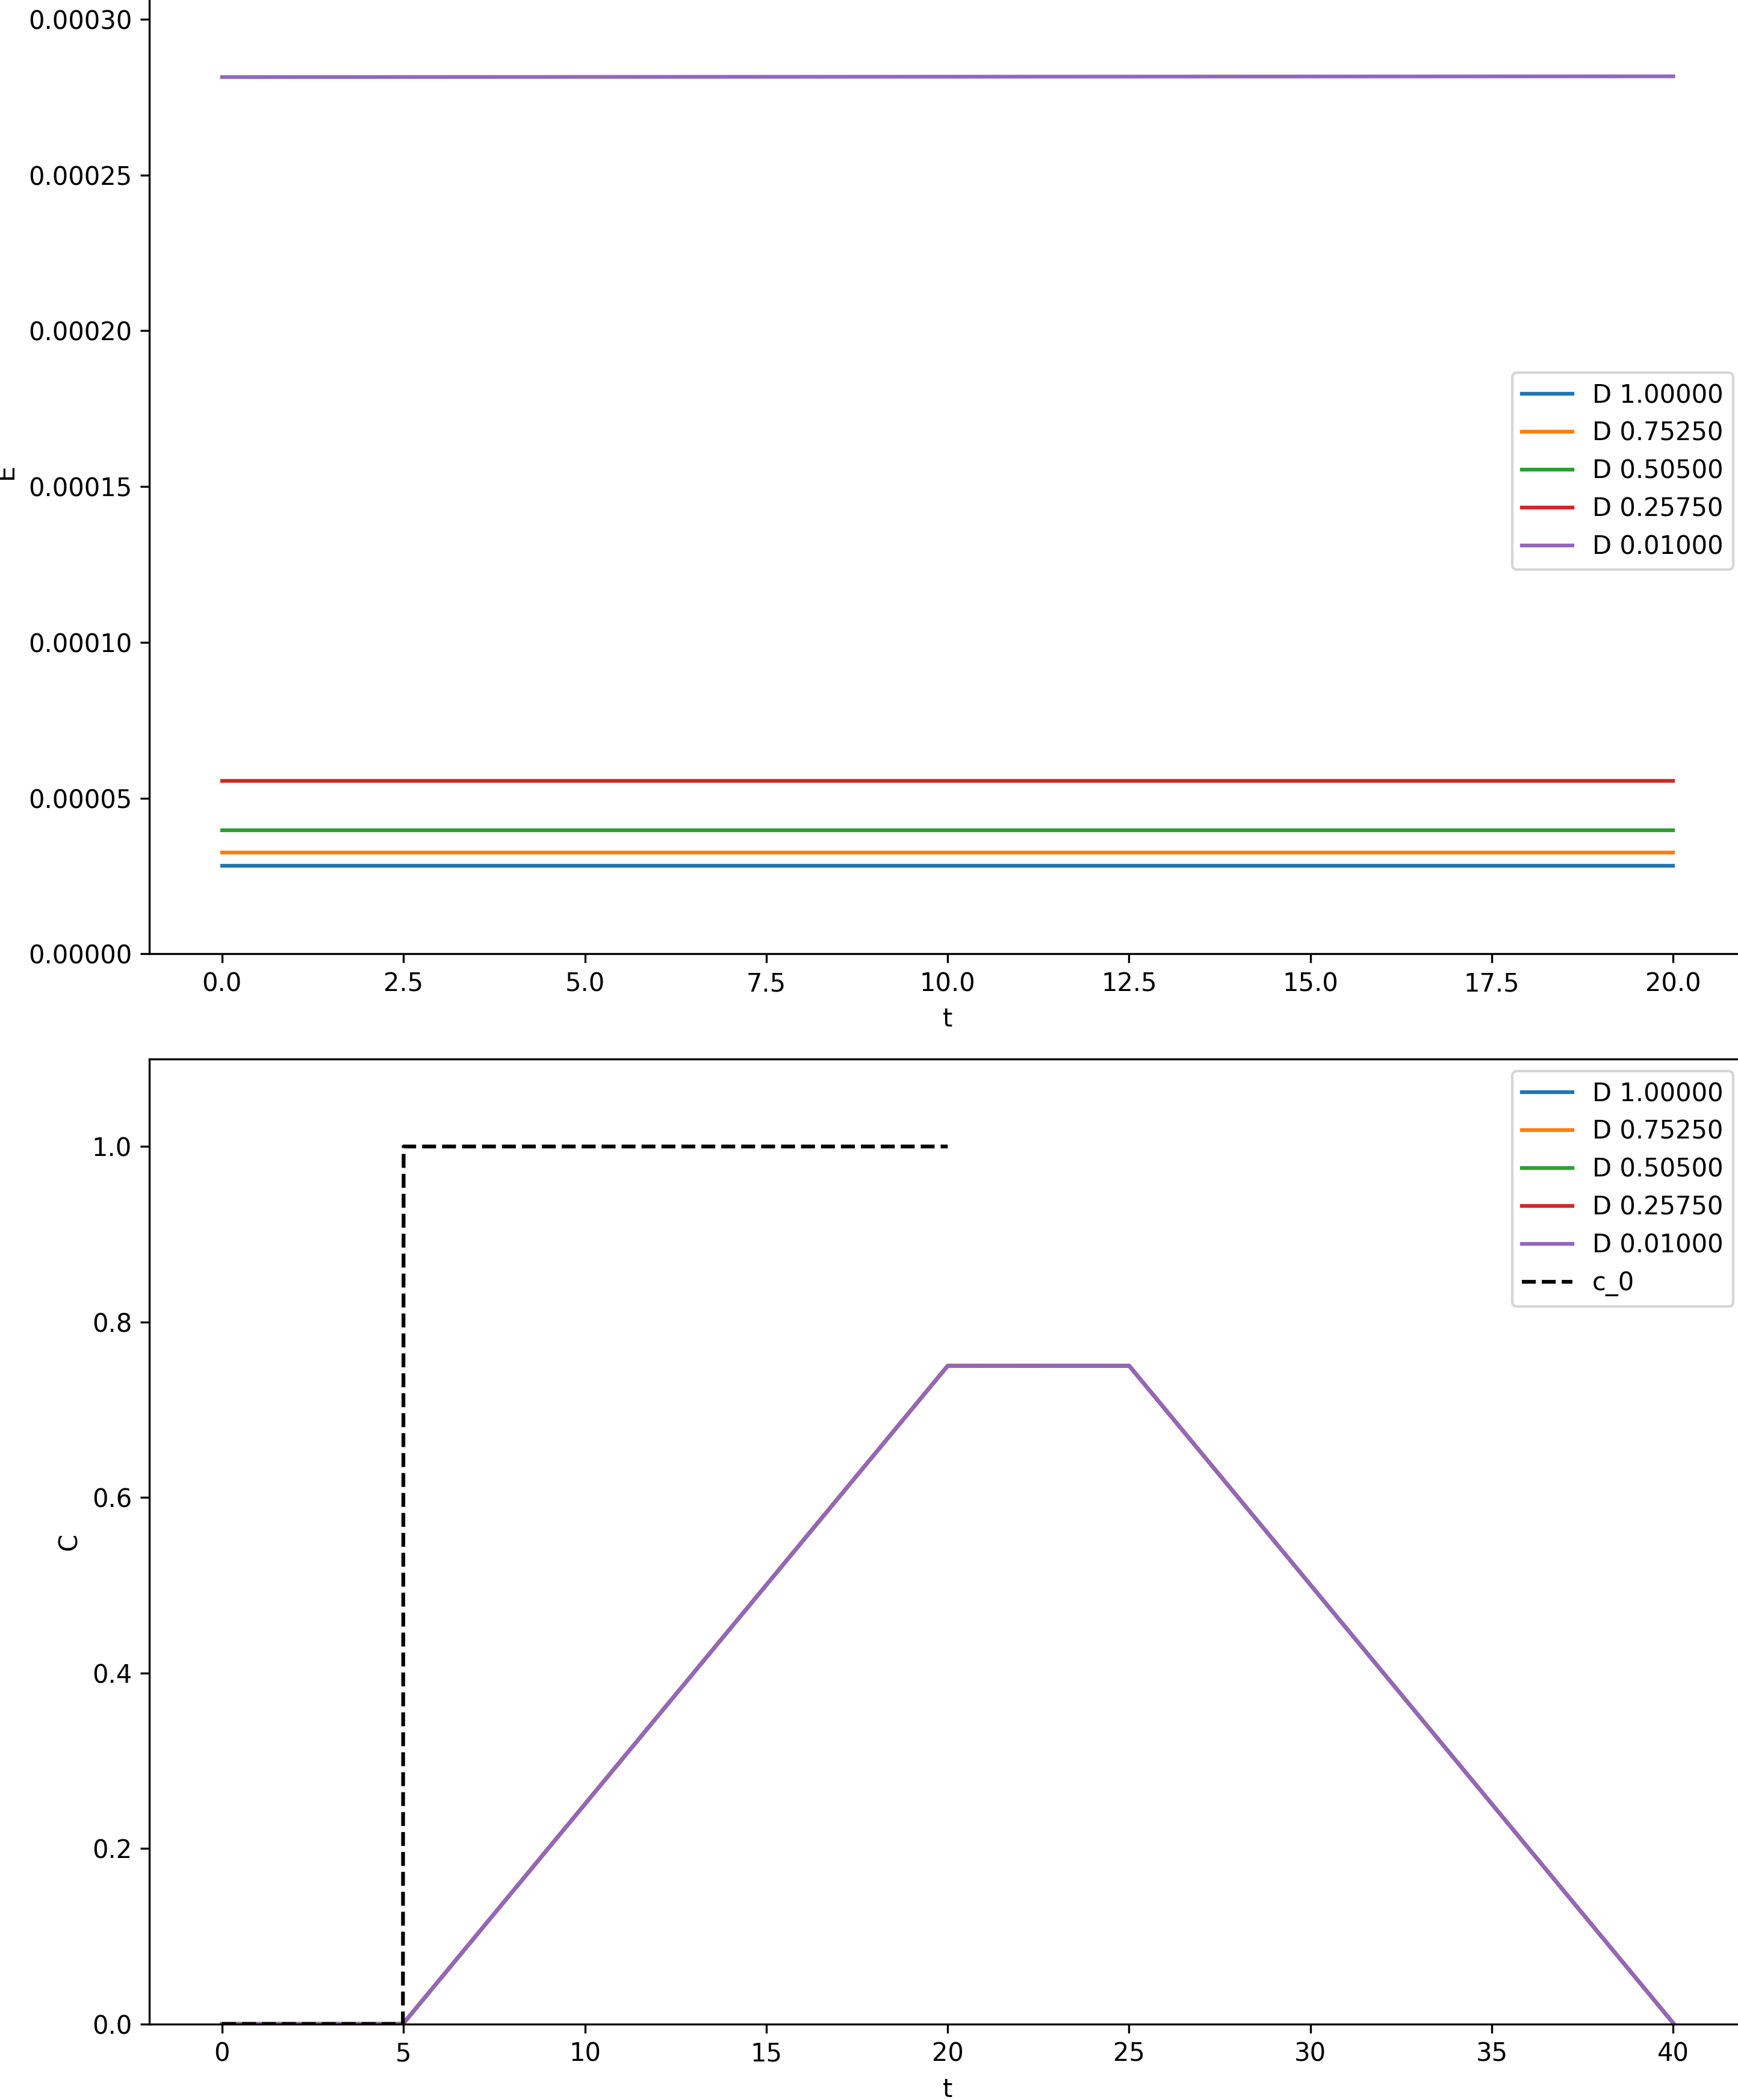 0.00030
0.00025
0.00020
0.00015
0.00010
0.00005
0.00000
E
D 1.00000
D 0.75250
D 0.50500
D 0.25750
D 0.01000
0.0 2.5 5.0 7.5 10.0 12.5 15.0 17.5 20.0
t
1.0
0.8
0.6
0.4
0.2
0.0
C
D 1.00000
D 0.75250
D 0.50500
D 0.25750
D 0.01000
c_0
0 5 10 15 20 25 30 35 40
t